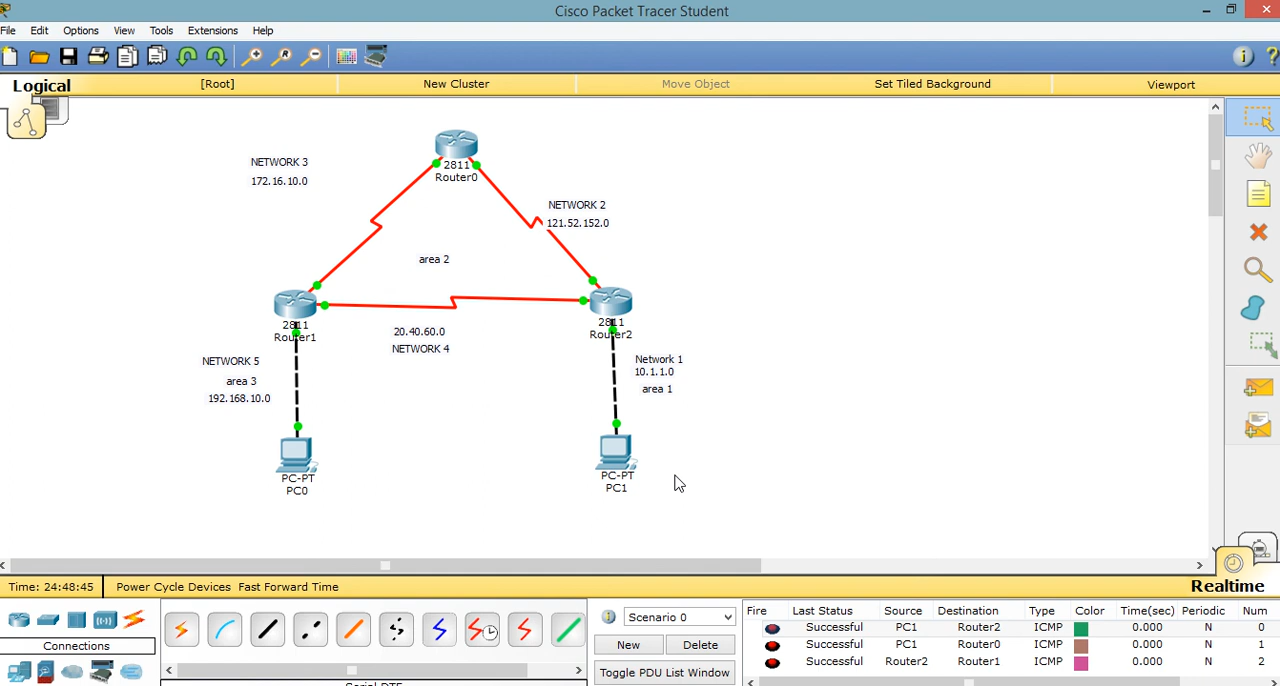 Cisco Packet Tracer Student
File Edit Options View Tools Extensions Help
Logical [Root] New Cluster Move Object Set Tiled Background Viewport
NETWORK 3
172.16.10.0
2811
Router0
NETWORK 2
121.52.152.0
area 2
2811
Router1
2811
Router2
20.40.60.0
NETWORK 4
NETWORK 5
area 3
192.168.10.0
Network 1
10.1.1.0
area 1
PC-PT
PC0
PC-PT
PC1
Time: 24:48:45 Power Cycle Devices Fast Forward Time
Realtime
Connections
Scenario 0
New Delete
Toggle PDU List Window
Fire Last Status Source Destination Type Color Time(sec) Periodic Num
Successful PC1 Router2 ICMP 0.000 N 0
Successful PC1 Router0 ICMP 0.000 N 1
Successful Router2 Router1 ICMP 0.000 N 2